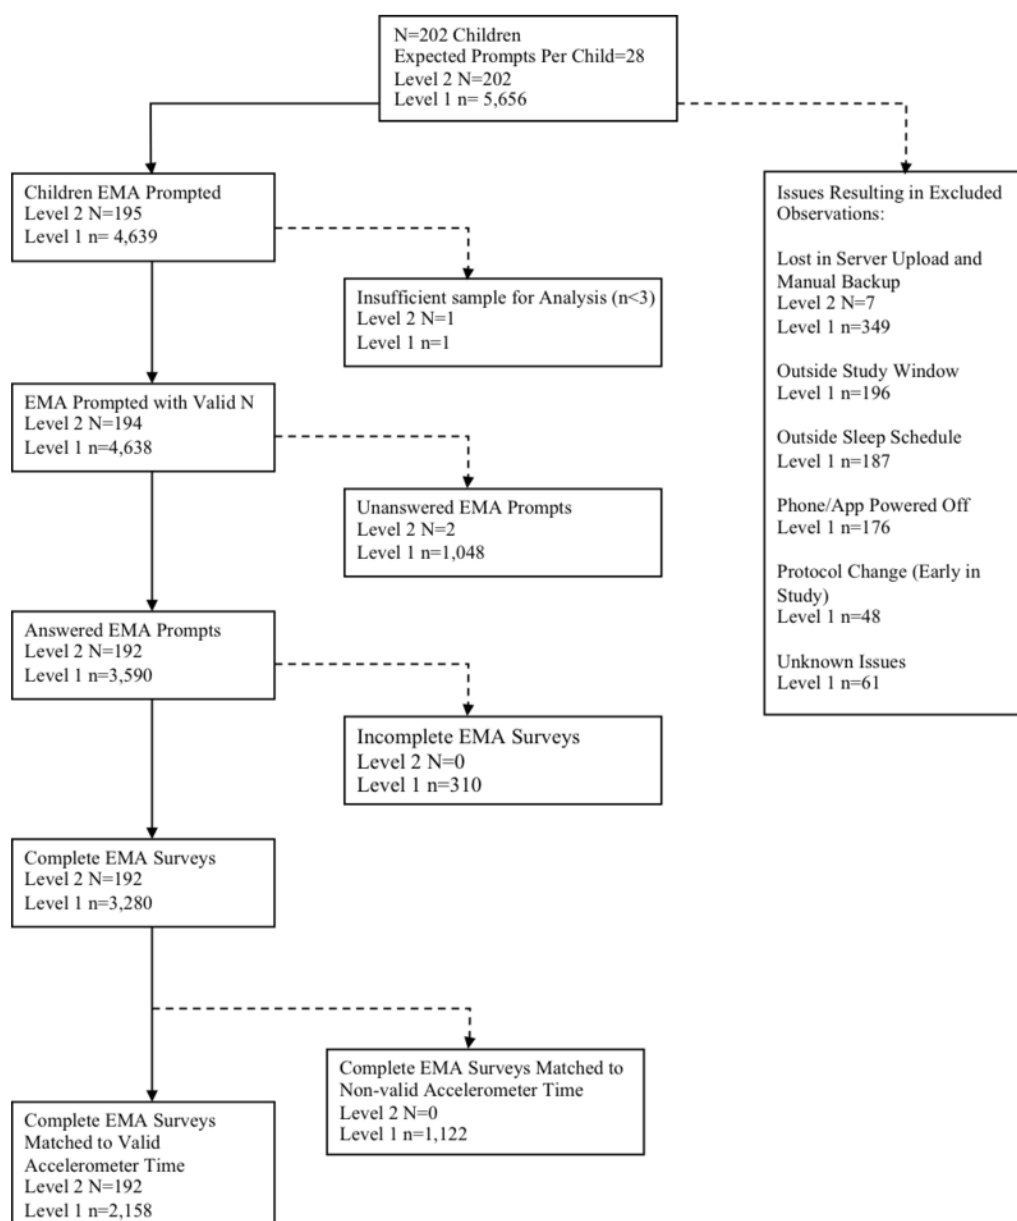 N=202 Children
Expected Prompts Per Child=28
Level 2 N=202
Level 1 n= 5,656
Children EMA Prompted
Level 2 N=195
Level 1 n= 4,639
Issues Resulting in Excluded
Observations:
Lost in Server Upload and
Manual Backup
Level 2 N=7
Level 1 n=349
Outside Study Window
Level 1 n=196
Outside Sleep Schedule
Level 1 n=187
Phone/App Powered Off
Level 1 n=176
Protocol Change (Early in
Study)
Level 1 n=48
Unknown Issues
Level 1 n=61
Insufficient sample for Analysis (n<3)
Level 2 N=1
Level 1 n=1
EMA Prompted with Valid N
Level 2 N=194
Level 1 n=4,638
Unanswered EMA Prompts
Level 2 N=2
Level 1 n=1,048
Answered EMA Prompts
Level 2 N=192
Level 1 n=3,590
Incomplete EMA Surveys
Level 2 N=0
Level 1 n=310
Complete EMA Surveys
Level 2 N=192
Level 1 n=3,280
Complete EMA Surveys Matched to
Non-valid Accelerometer Time
Level 2 N=0
Level 1 n=1,122
Complete EMA Surveys
Matched to Valid
Accelerometer Time
Level 2 N=192
Level 1 n=2,158